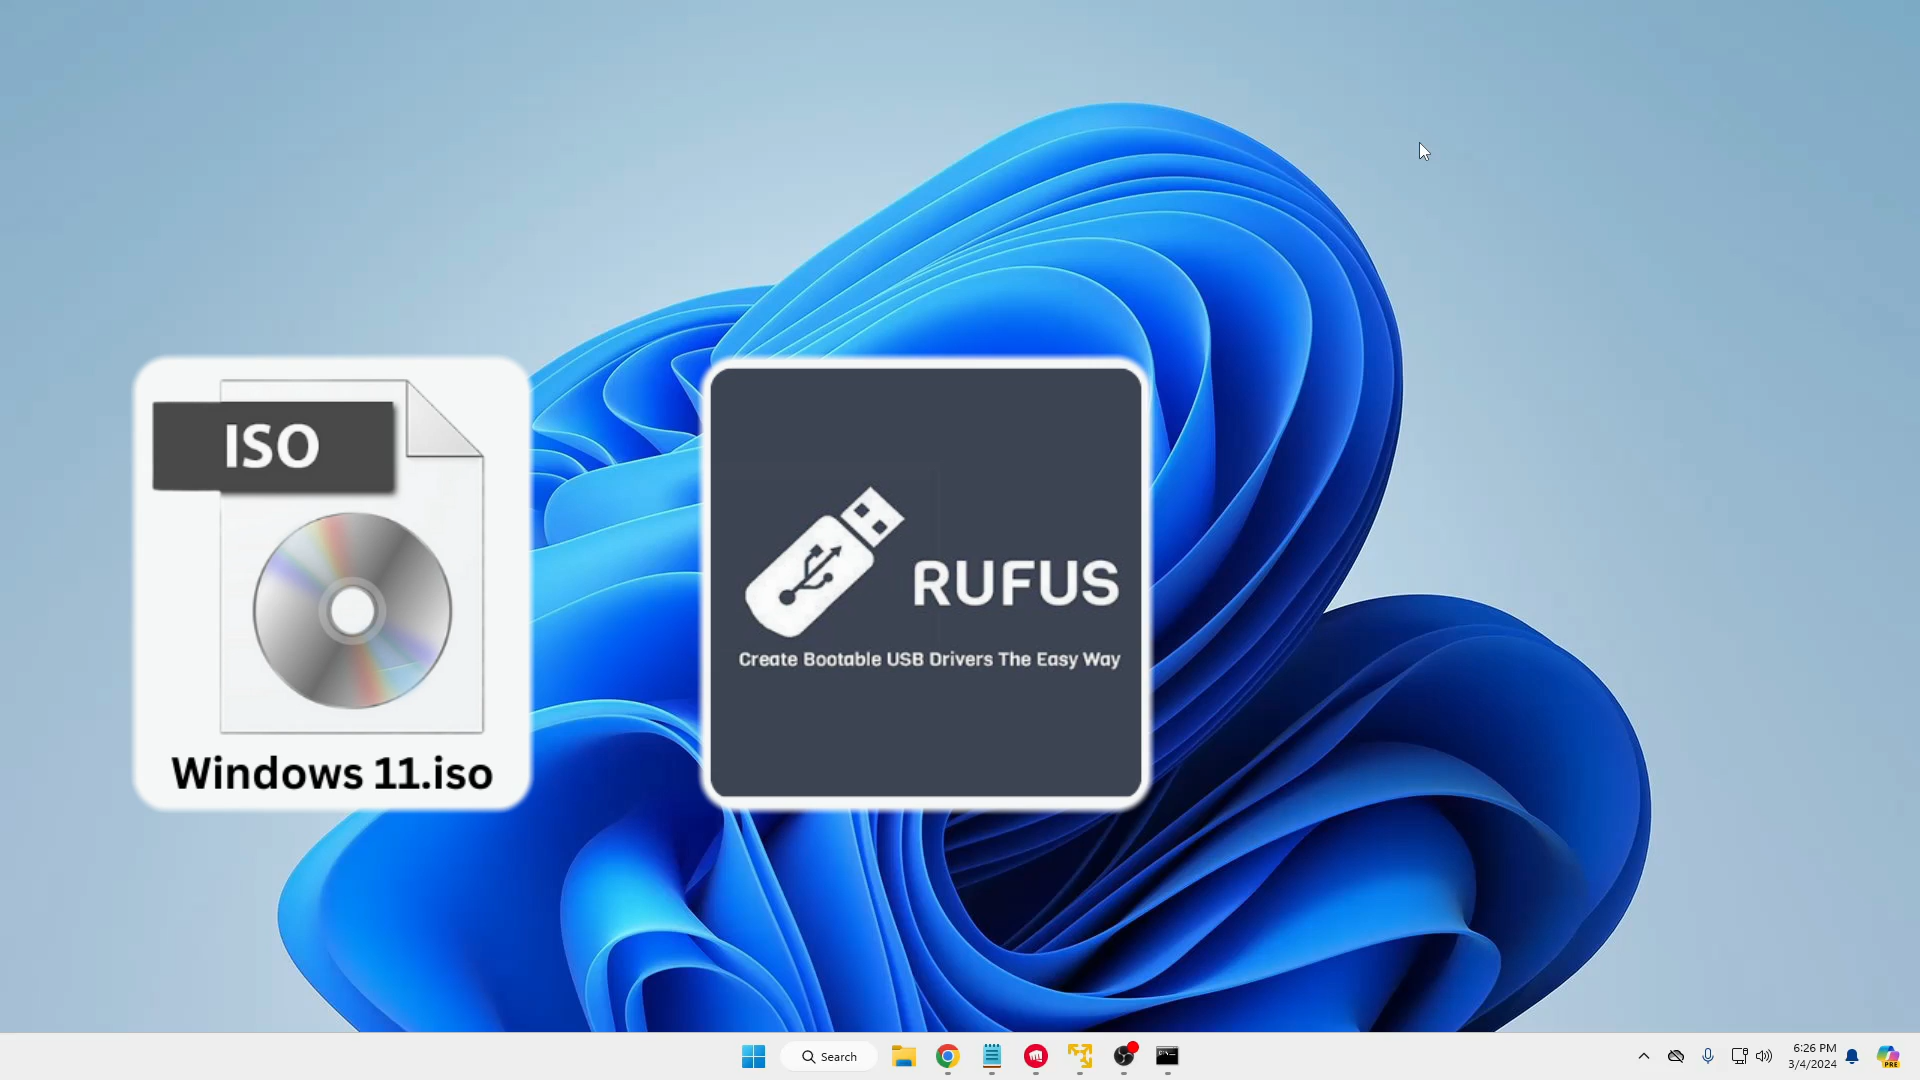 ISO
Windows 11.iso
RUFUS
Create Bootable USB Drivers The Easy Way
Search
6:26 PM
3/4/2024
PRE